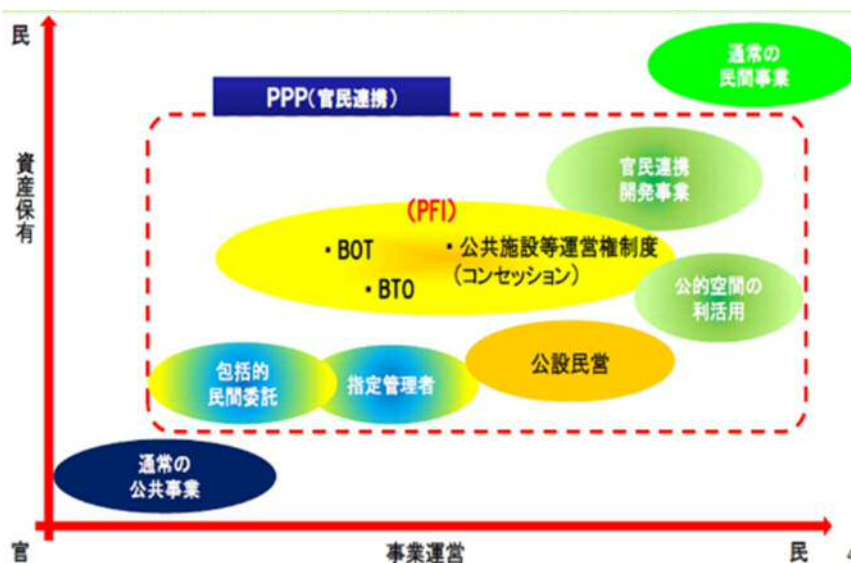 民
通常の
民間事業
PPP(官民連携)
資産保有
官民連携
開発事業
(PFI)
・BOT
・公共施設等運営権制度
(コンセッション)
・BTO
公的空間の
利活用
公設民営
包括的
民間委託
指定管理者
通常の
公共事業
官
事業運営
民